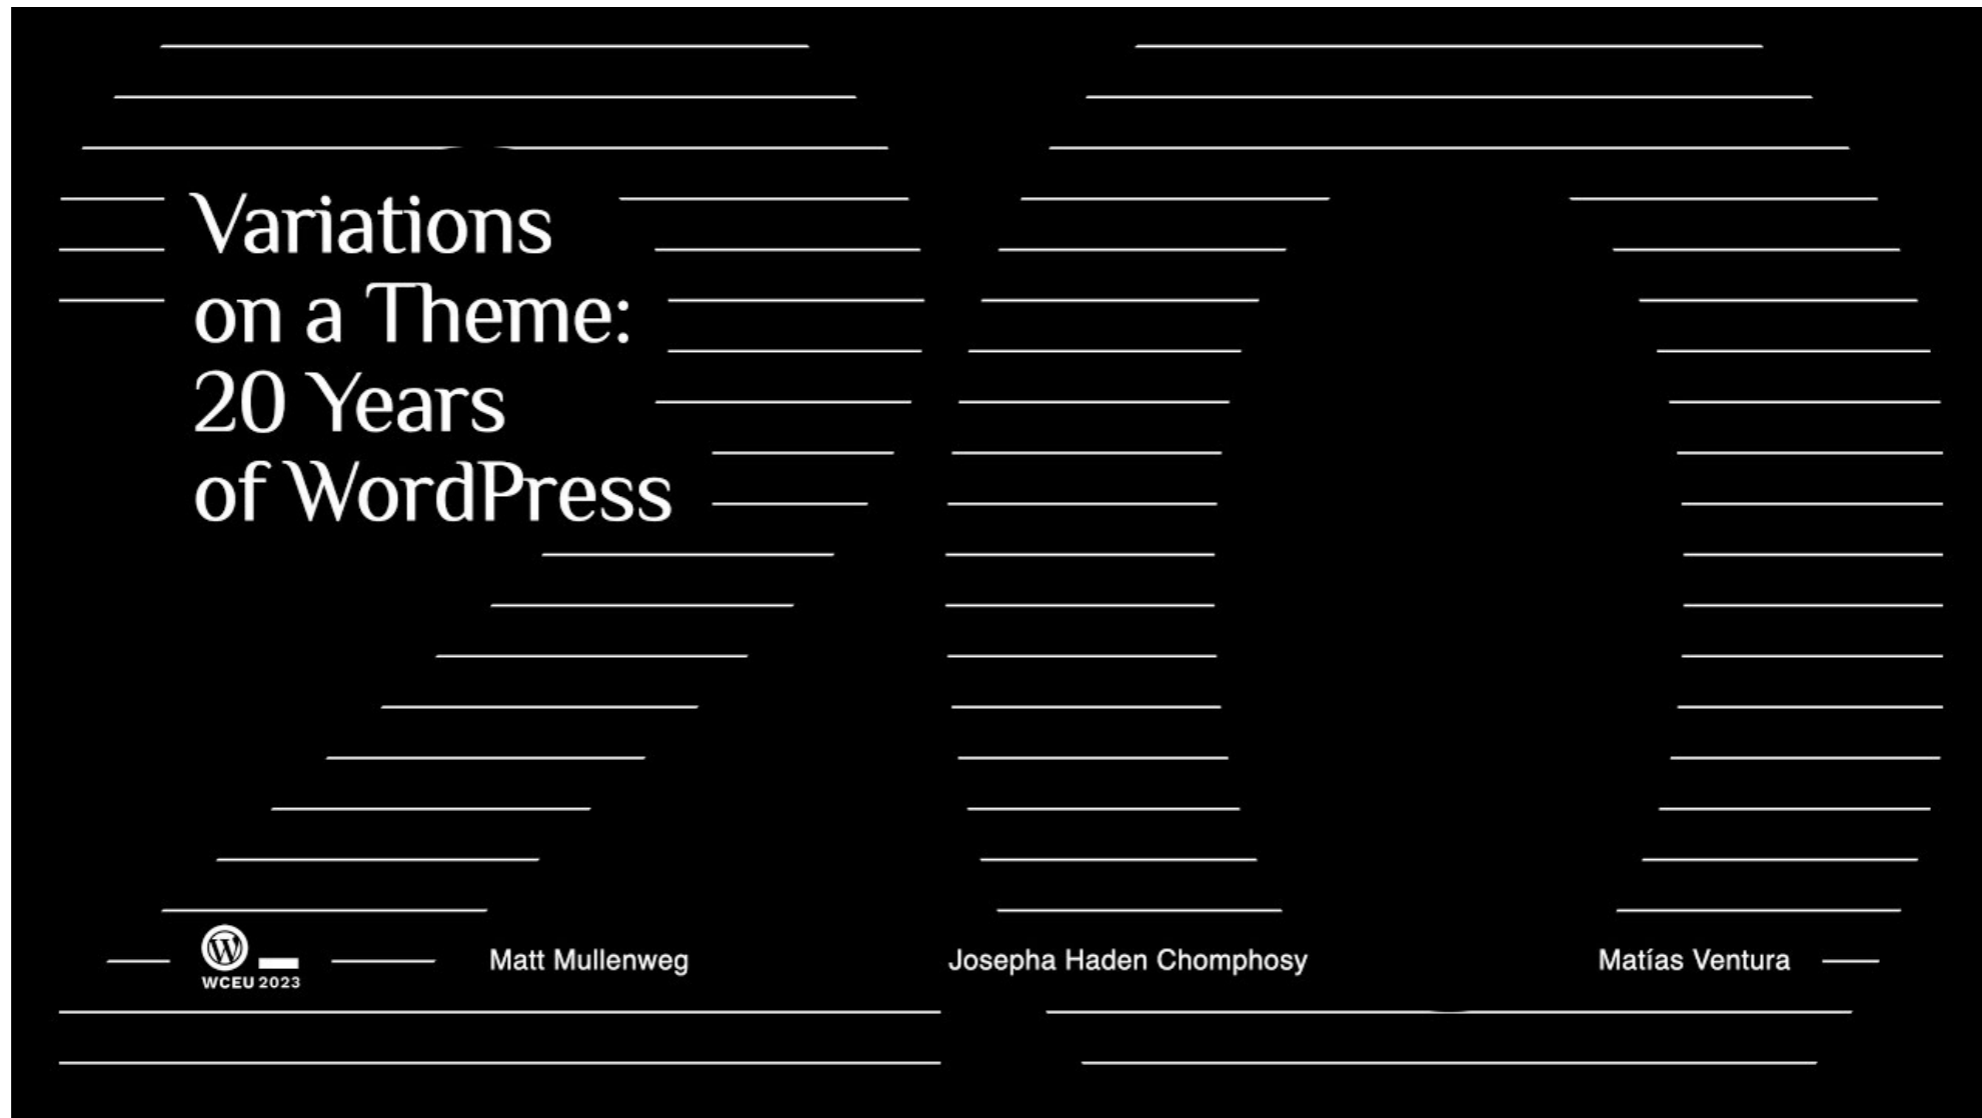 Variations
on a Theme:
20 Years
of WordPress
W
WCEU 2023
Matt Mullenweg
Josepha Haden Chomphosy
Matías Ventura